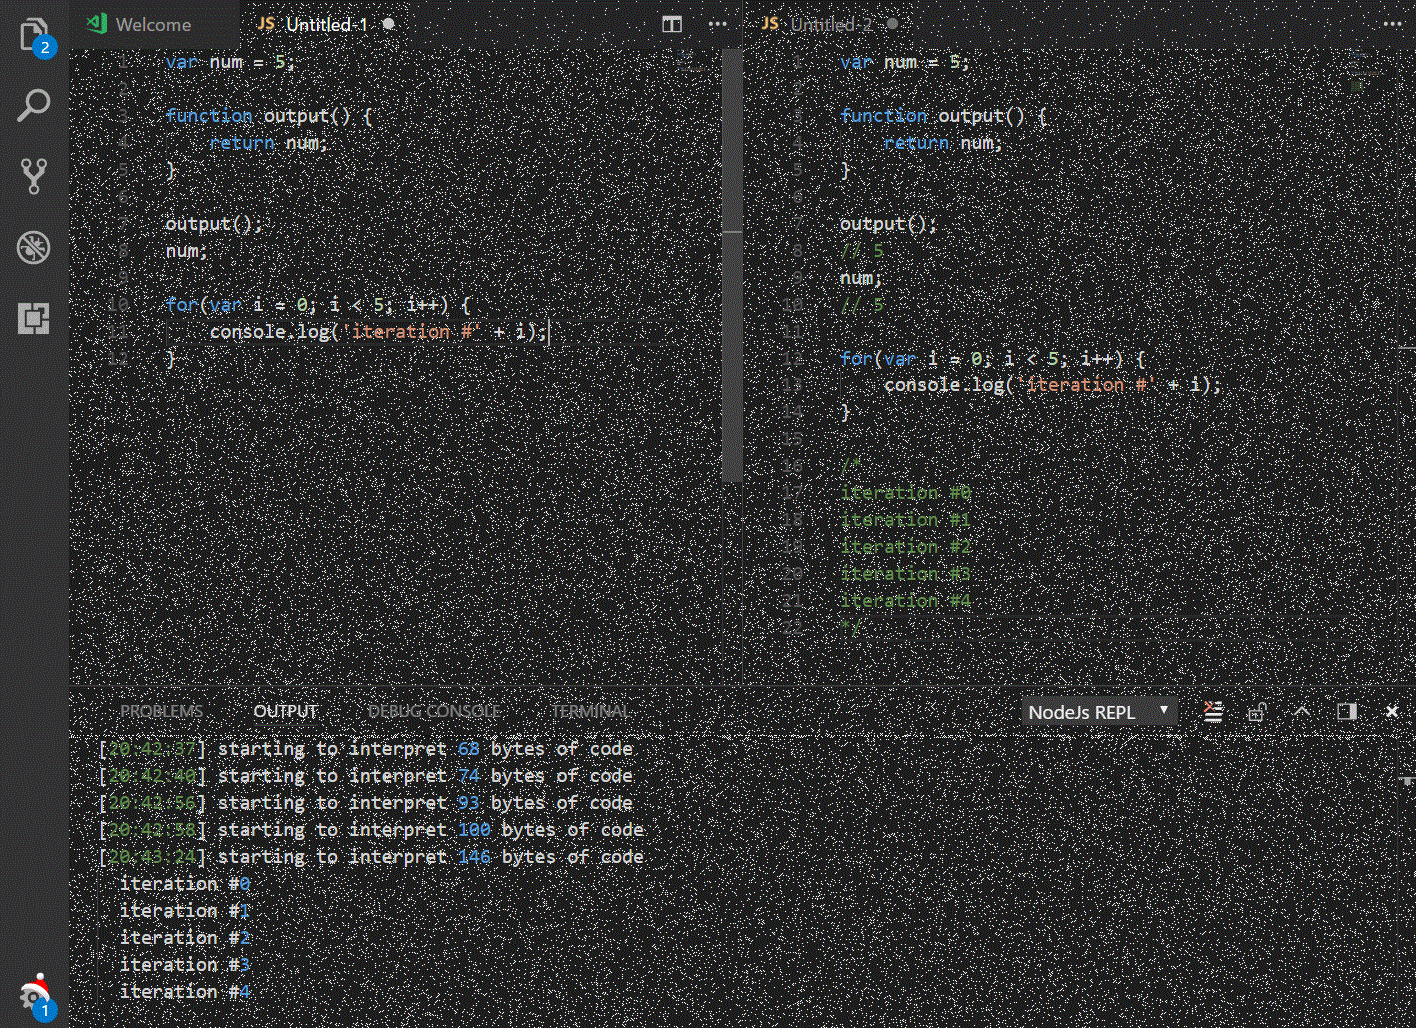 Welcome
JS Untitled-1
JS Untitled-2
2
1 var num = 5;
2
3 function output() {
4 return num;
5 }
6
7 output();
8 num;
9
10 for(var i = 0; i < 5; i++) {
11 console.log('iteration #' + i);
12 }
1 var num = 5;
2
3 function output() {
4 return num;
5 }
6
7 output();
8 // 5
9 num;
10 // 5
11
12 for(var i = 0; i < 5; i++) {
13 console.log('iteration #' + i);
14 }
15
16 /*
17 iteration #0
18 iteration #1
19 iteration #2
20 iteration #3
21 iteration #4
22 */
PROBLEMS OUTPUT DEBUG CONSOLE TERMINAL NodeJs REPL
[20:42:37] starting to interpret 68 bytes of code
[20:42:40] starting to interpret 74 bytes of code
[20:42:56] starting to interpret 93 bytes of code
[20:42:58] starting to interpret 100 bytes of code
[20:43:24] starting to interpret 146 bytes of code
iteration #0
iteration #1
iteration #2
iteration #3
iteration #4
1